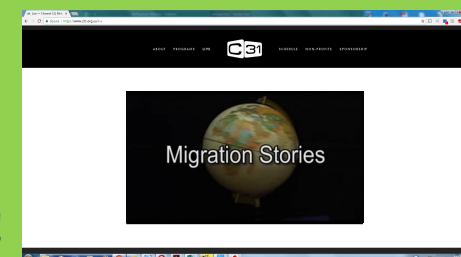 ABOUT PROGRAMS LIVE C31 SCHEDULE NON-PROFITS SPONSORSHIP
Migration Stories